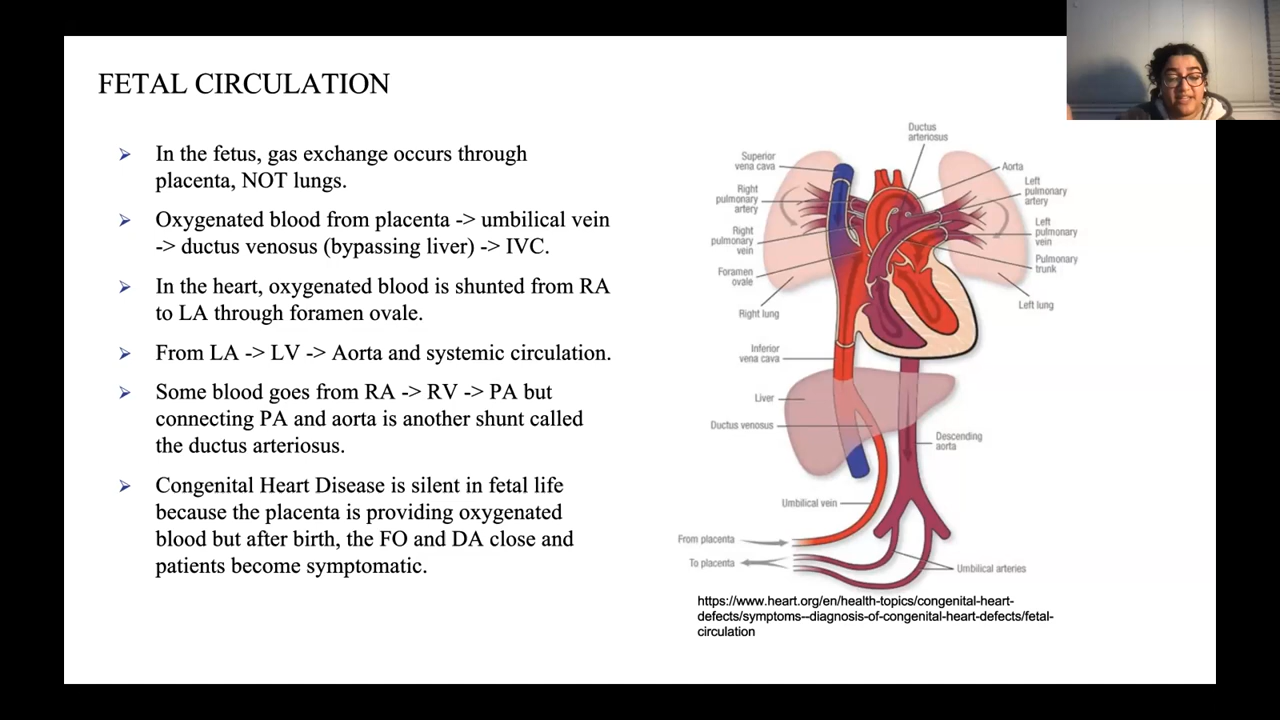 FETAL CIRCULATION
➢ In the fetus, gas exchange occurs through
placenta, NOT lungs.
➢ Oxygenated blood from placenta -> umbilical vein
-> ductus venosus (bypassing liver) -> IVC.
➢ In the heart, oxygenated blood is shunted from RA
to LA through foramen ovale.
➢ From LA -> LV -> Aorta and systemic circulation.
➢ Some blood goes from RA -> RV -> PA but
connecting PA and aorta is another shunt called
the ductus arteriosus.
➢ Congenital Heart Disease is silent in fetal life
because the placenta is providing oxygenated
blood but after birth, the FO and DA close and
patients become symptomatic.
Ductus
arteriosus
Superior
vena cava
Right
pulmonary
artery
Right
pulmonary
vein
Foramen
ovale
Right lung
Inferior
vena cava
Liver
Ductus venosus
Umbilical vein
From placenta
To placenta
Aorta
Left
pulmonary
artery
Left
pulmonary
vein
Pulmonary
trunk
Left lung
Descending
aorta
Umbilical arteries
https://www.heart.org/en/health-topics/congenital-heart-
defects/symptoms--diagnosis-of-congenital-heart-defects/fetal-
circulation